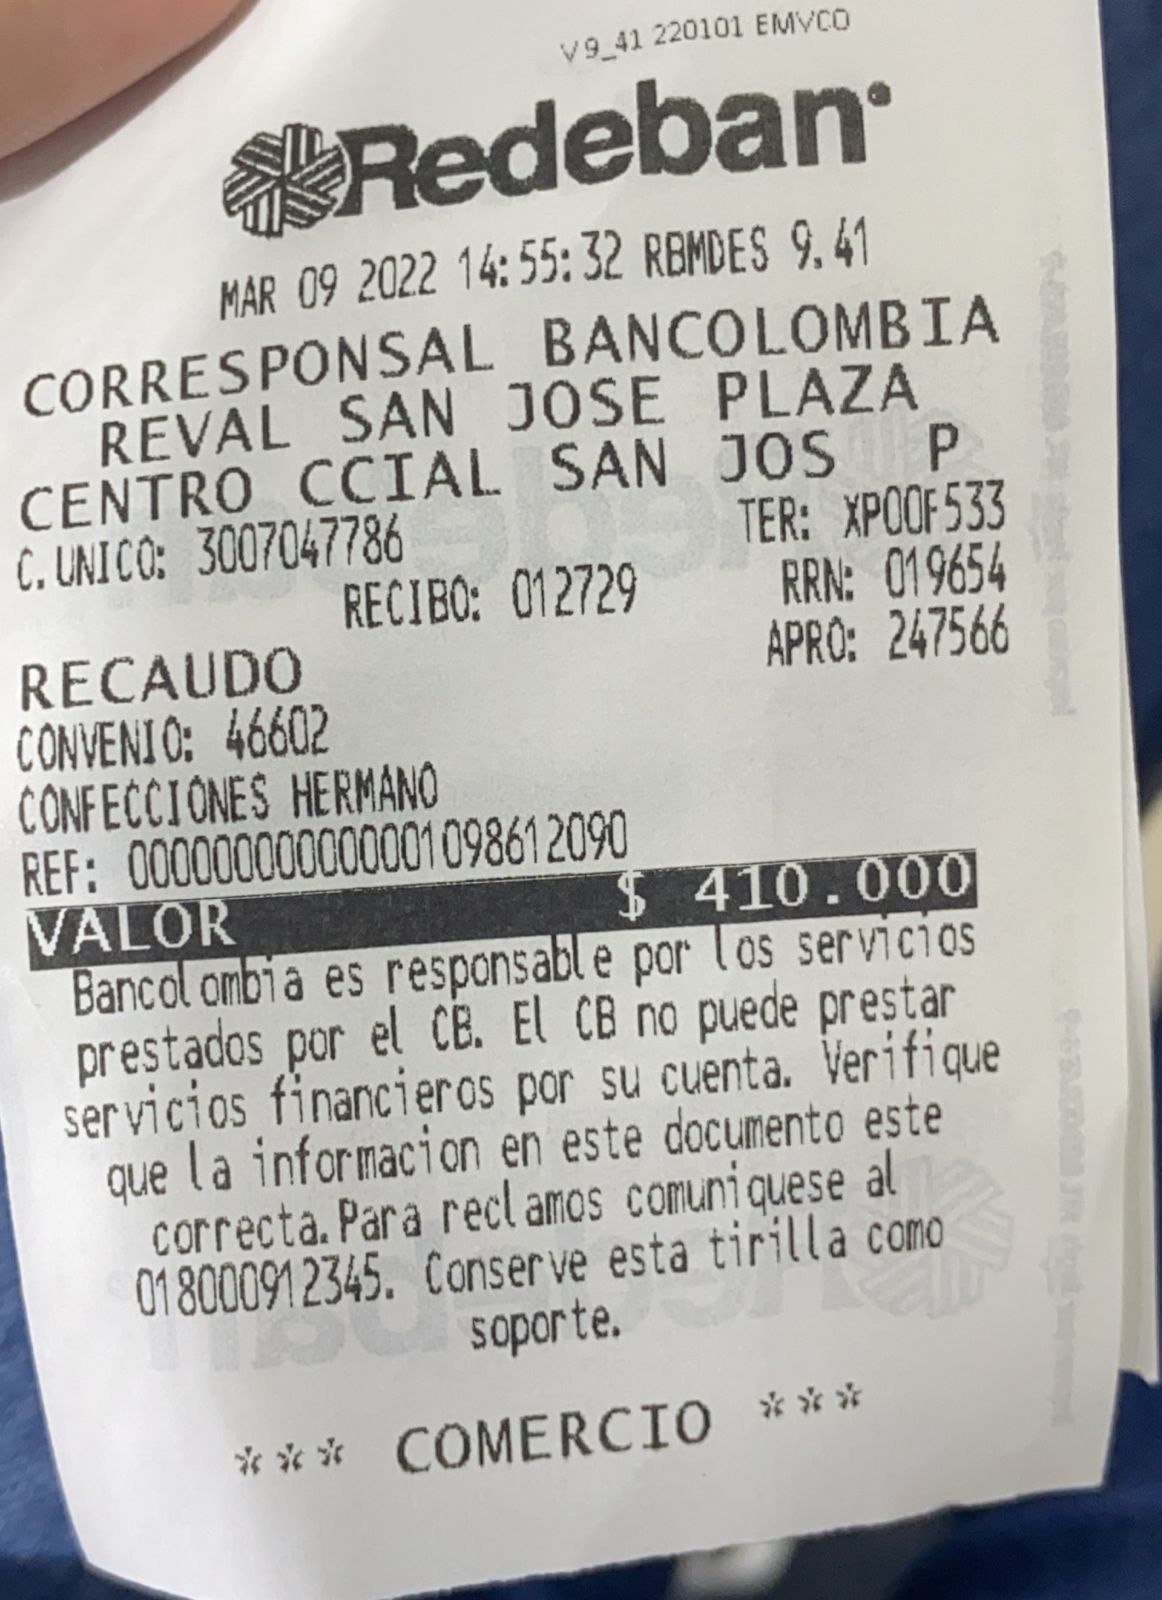 V9_41 220101 EMVCO
Redeban
MAR 09 2022 14:55:32 RBMDES 9.41
CORRESPONSAL BANCOLOMBIA
REVAL SAN JOSE PLAZA
CENTRO CCIAL SAN JOS P
C.UNICO: 3007047786 TER: XP00F533
RECIBO: 012729 RRN: 019654
RECAUDO APRO: 247566
CONVENIO: 46602
CONFECCIONES HERMANO
REF: 00000000000001098612090
VALOR $ 410.000
Bancolombia es responsable por los servicios
prestados por el CB. El CB no puede prestar
servicios financieros por su cuenta. Verifique
que la informacion en este documento este
correcta.Para reclamos comuniquese al
018000912345. Conserve esta tirilla como
soporte.
*** COMERCIO ***